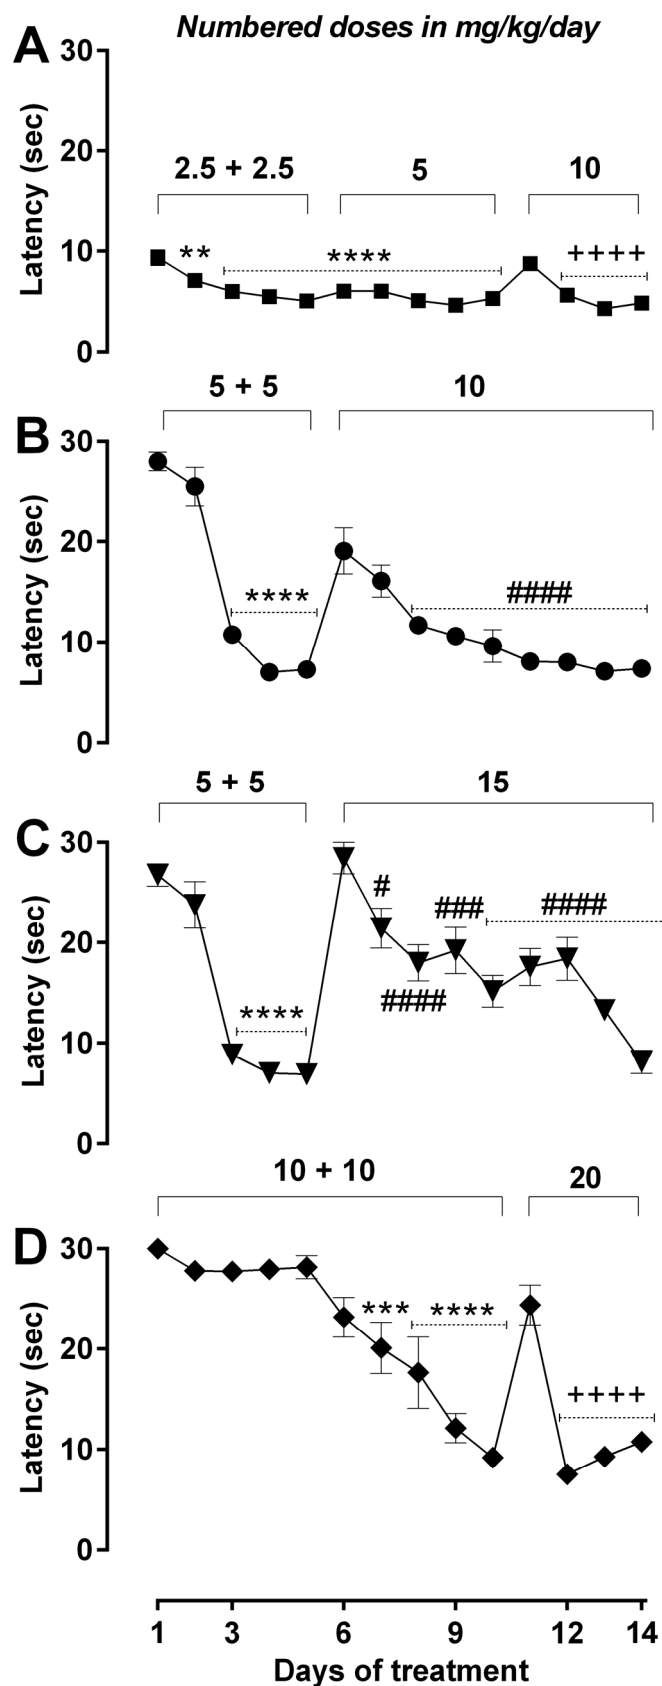 Numbered doses in mg/kg/day
A
30
20
10
0
Latency (sec)
2.5 + 2.5
5
10
**
****
++++
B
30
20
10
0
Latency (sec)
5 + 5
10
****
####
C
30
20
10
0
Latency (sec)
5 + 5
15
****
#
####
###
####
D
30
20
10
0
Latency (sec)
10 + 10
20
***
****
++++
1 3 6 9 12 14
Days of treatment